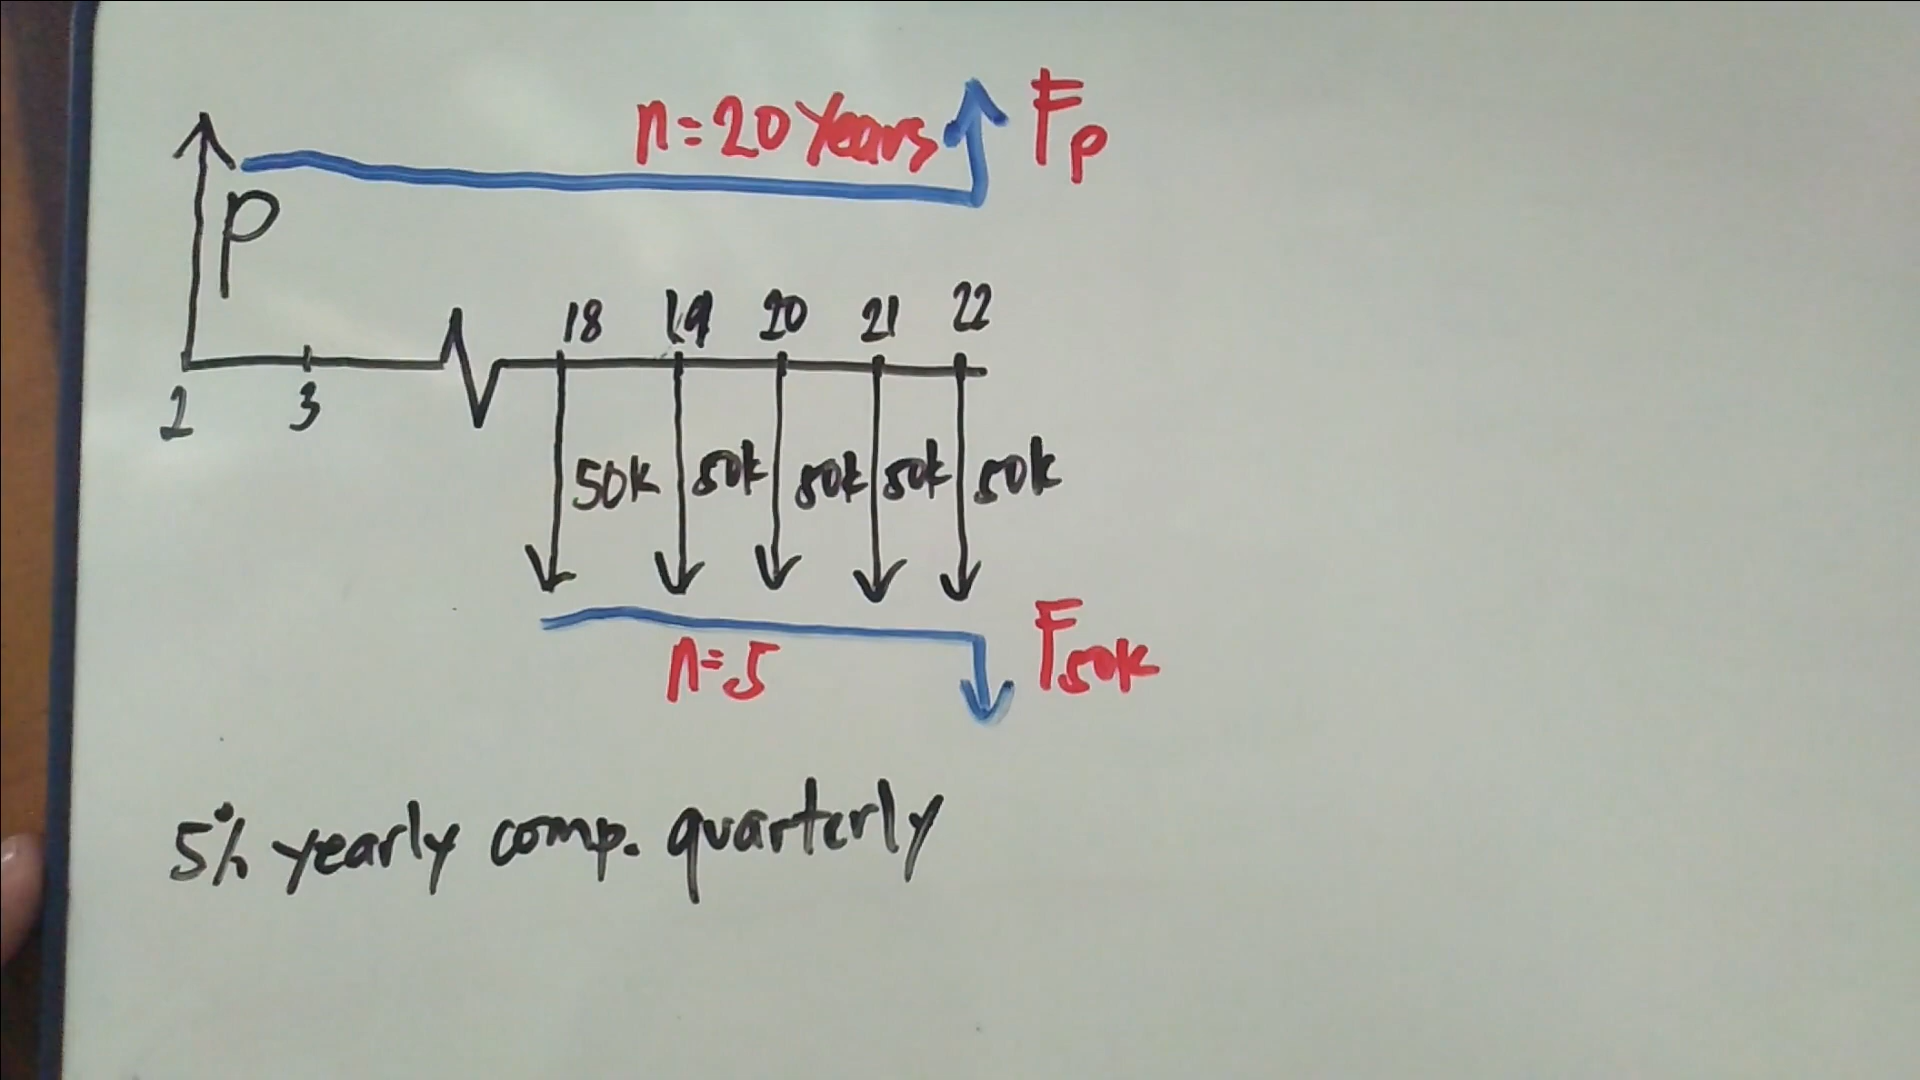 n=20 Years
Fp
P
18 19 20 21 22
2 3
50k 50k 50k 50k 50k
n=5
F50k
5% yearly comp. quarterly